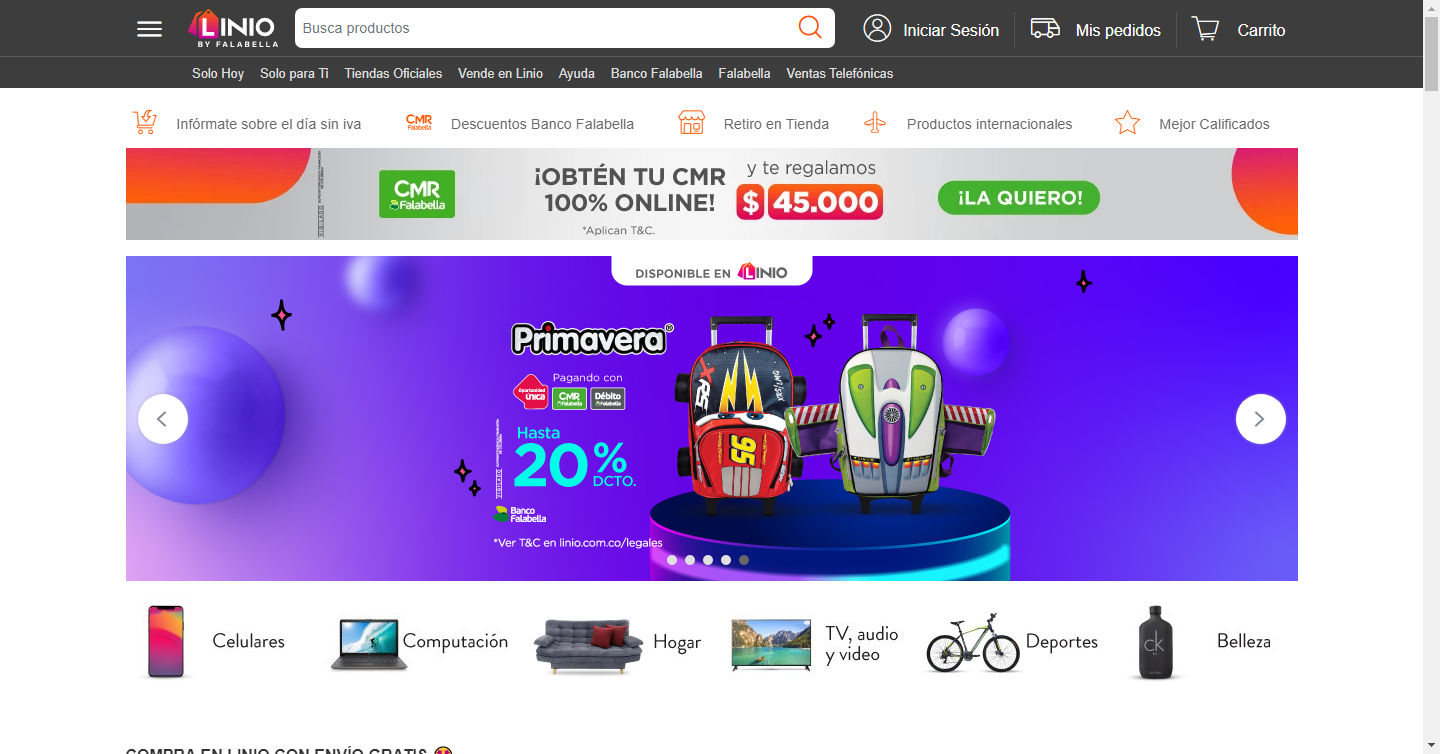 LINIO
BY FALABELLA
Busca productos
Iniciar Sesión
Mis pedidos
Carrito
Solo Hoy
Solo para Ti
Tiendas Oficiales
Vende en Linio
Ayuda
Banco Falabella
Falabella
Ventas Telefónicas
Infórmate sobre el día sin iva
CMR
Falabella
Descuentos Banco Falabella
Retiro en Tienda
Productos internacionales
Mejor Calificados
CMR
Falabella
¡OBTÉN TU CMR
100% ONLINE!
y te regalamos
$ 45.000
*Aplican T&C.
¡LA QUIERO!
DISPONIBLE EN LINIO
Primavera®
Pagando con
Oportunidad
única
CMR
Falabella
Débito
Falabella
Hasta
20%
DCTO.
Banco
Falabella
*Ver T&C en linio.com.co/legales
XRS
95
Celulares
Computación
Hogar
TV, audio
y video
Deportes
ck
Belleza
COMPRA EN LINIO CON ENVÍO GRATIS